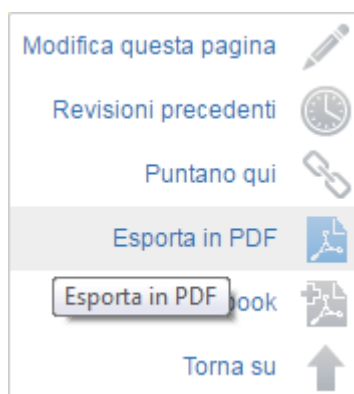 Modifica questa pagina
Revisioni precedenti
Puntano qui
Esporta in PDF
Esporta in PDF
Torna su